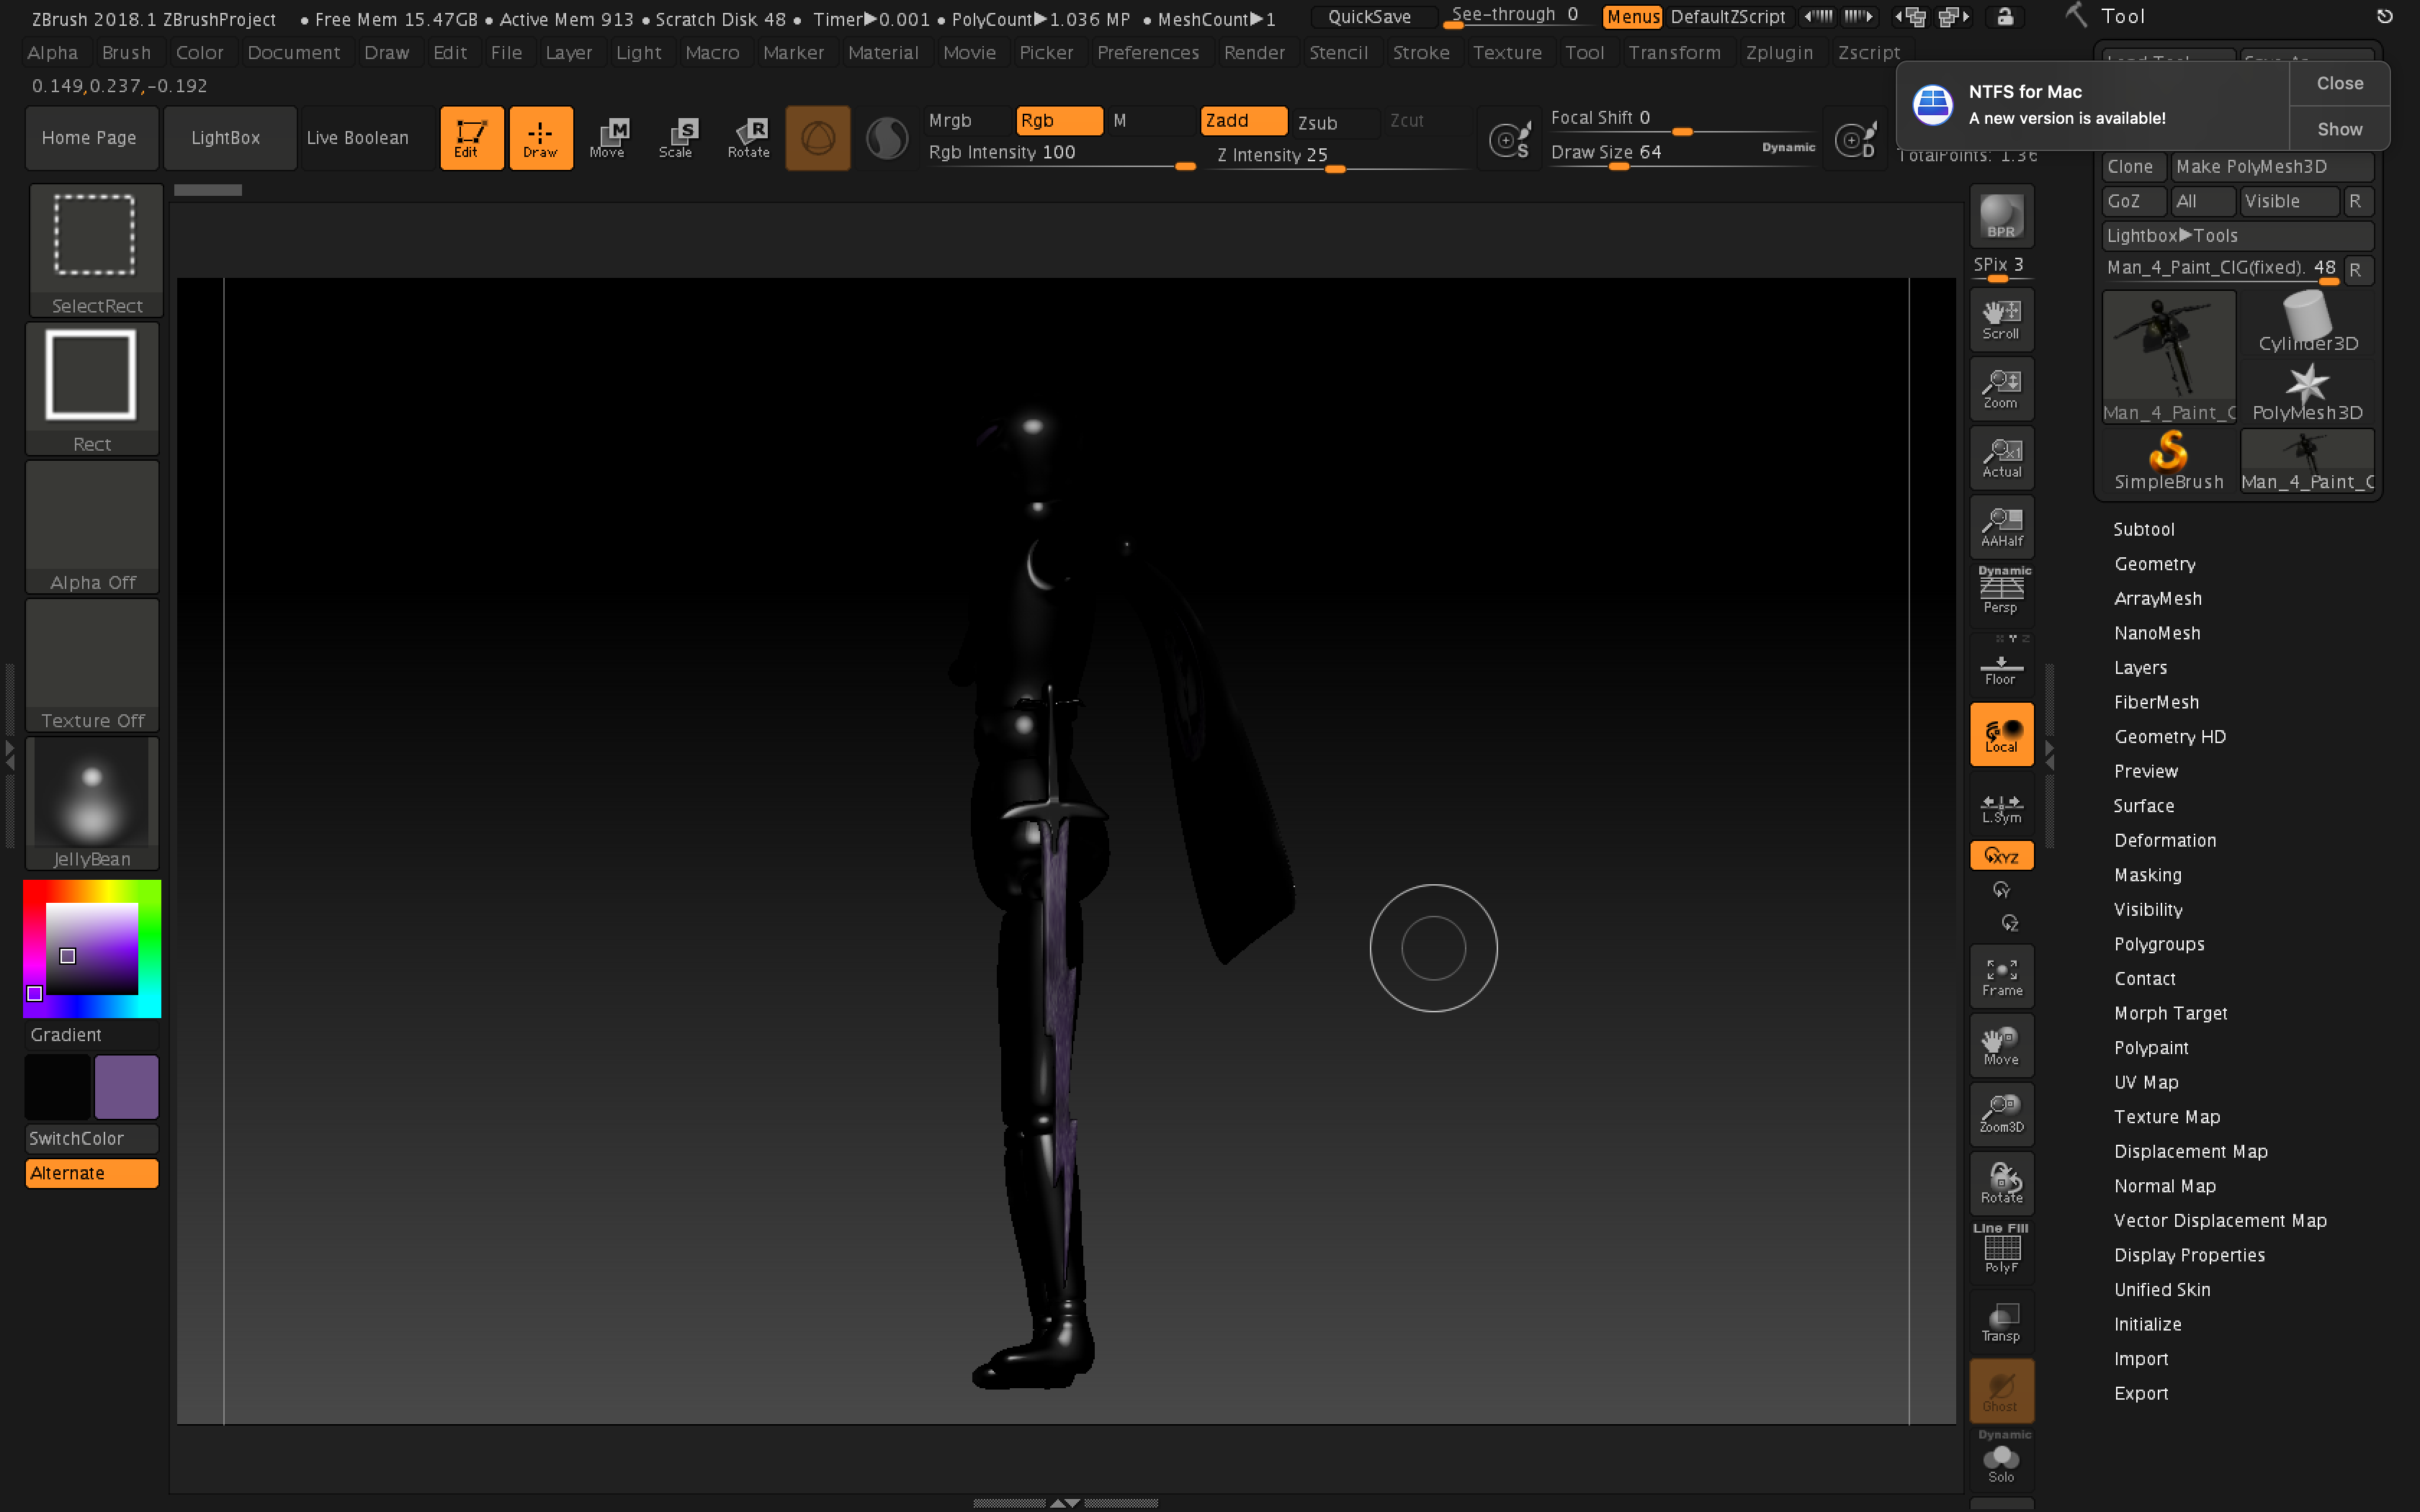 ZBrush 2018.1 ZBrushProject • Free Mem 15.47GB • Active Mem 913 • Scratch Disk 48 • Timer▶0.001 • PolyCount▶1.036 MP • MeshCount▶1 QuickSave See-through 0 Menus DefaultZScript Tool
Alpha Brush Color Document Draw Edit File Layer Light Macro Marker Material Movie Picker Preferences Render Stencil Stroke Texture Tool Transform Zplugin Zscript
0.149,0.237,-0.192
NTFS for Mac
A new version is available!
Close
Show
Home Page LightBox Live Boolean Edit Draw Move Scale Rotate
Mrgb Rgb M Zadd Zsub Zcut
Rgb Intensity 100 Z Intensity 25
Focal Shift 0
Draw Size 64 Dynamic
TotalPoints: 1.36
SelectRect
Rect
Alpha Off
Texture Off
JellyBean
Gradient
SwitchColor
Alternate
BPR
SPix 3
Scroll
Zoom
Actual
AAHalf
Dynamic
Persp
Floor
Local
L.Sym
XYZ
Y
Z
Frame
Move
Zoom3D
Rotate
Line Fill
PolyF
Transp
Ghost
Dynamic
Solo
Clone Make PolyMesh3D
GoZ All Visible R
Lightbox▶Tools
Man_4_Paint_CIG(fixed). 48 R
Cylinder3D
Man_4_Paint_C PolyMesh3D
SimpleBrush Man_4_Paint_C
Subtool
Geometry
ArrayMesh
NanoMesh
Layers
FiberMesh
Geometry HD
Preview
Surface
Deformation
Masking
Visibility
Polygroups
Contact
Morph Target
Polypaint
UV Map
Texture Map
Displacement Map
Normal Map
Vector Displacement Map
Display Properties
Unified Skin
Initialize
Import
Export